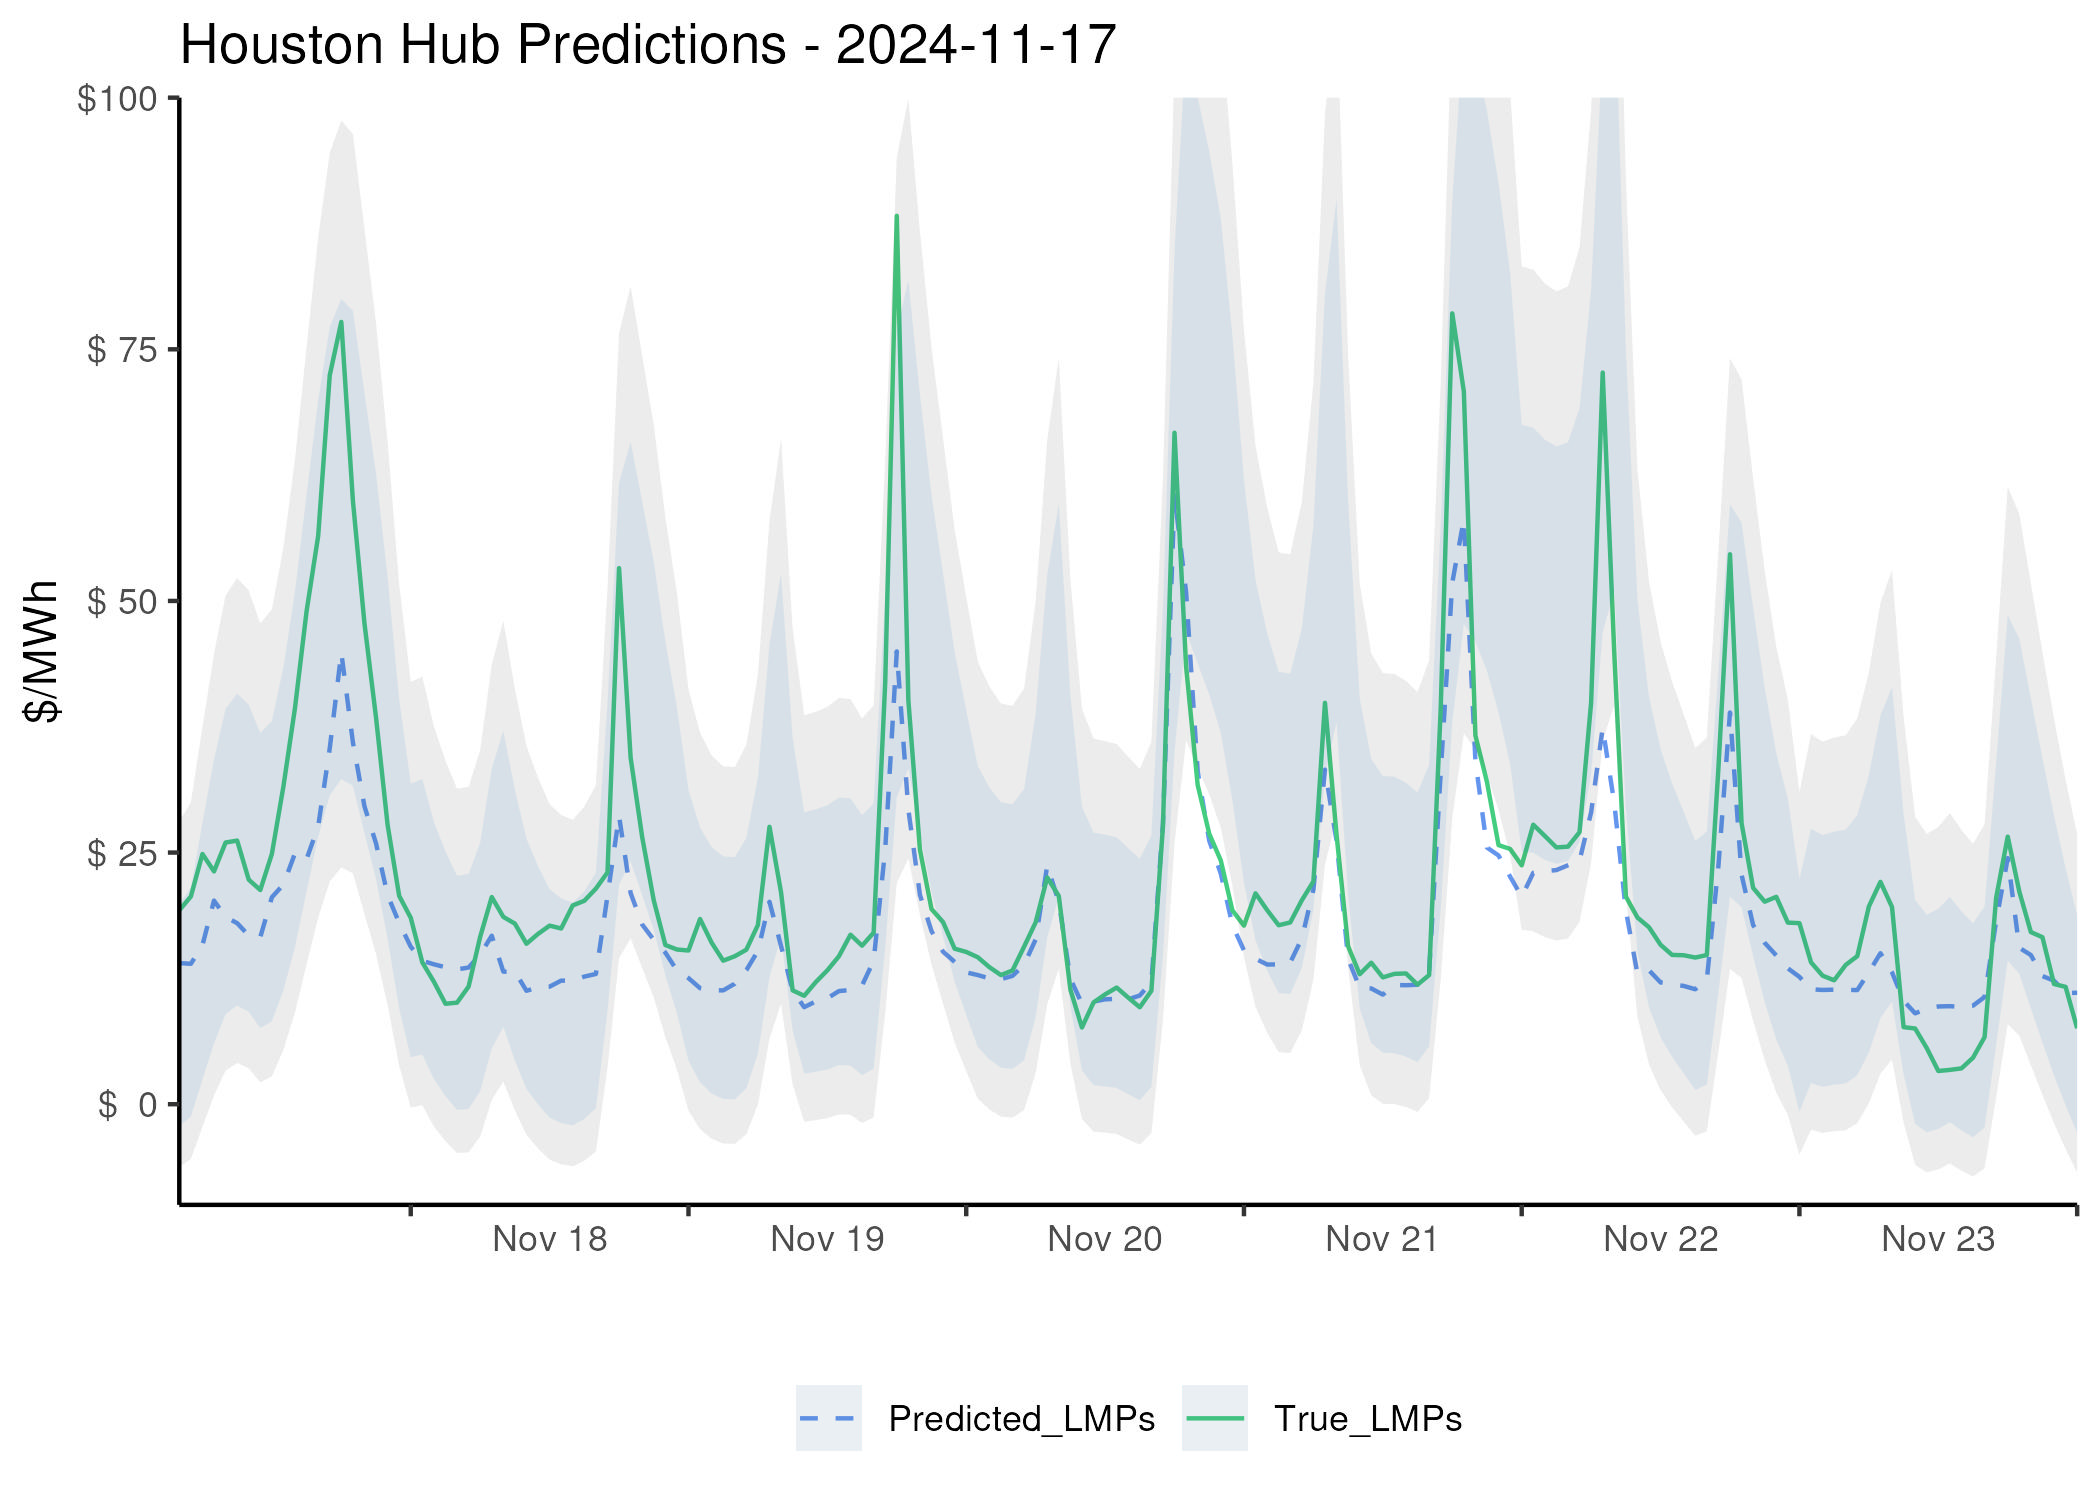 Houston Hub Predictions - 2024-11-17
$100
$ 75
$ 50
$ 25
$ 0
$/MWh
Nov 18
Nov 19
Nov 20
Nov 21
Nov 22
Nov 23
Predicted_LMPs
True_LMPs